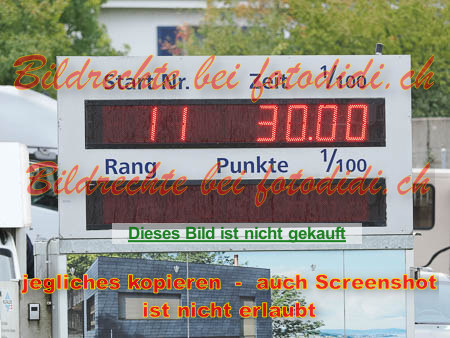 Bildrechte bei fotodidi.ch
Start Nr. Zeit 1/100
11 30.00
Rang Punkte 1/100
Bildrechte bei fotodidi.ch
Dieses Bild ist nicht gekauft
jegliches kopieren - auch Screenshot
ist nicht erlaubt